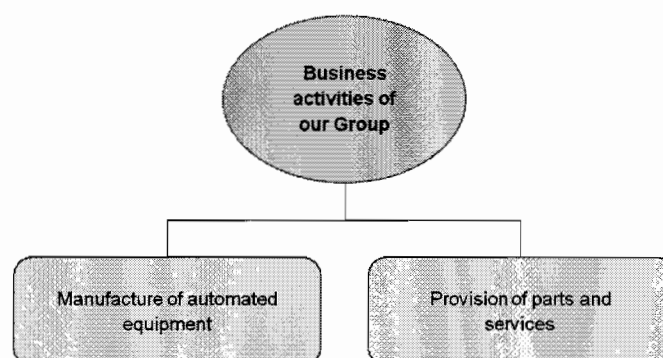 Business
activities of
our Group
Manufacture of automated
equipment
Provision of parts and
services